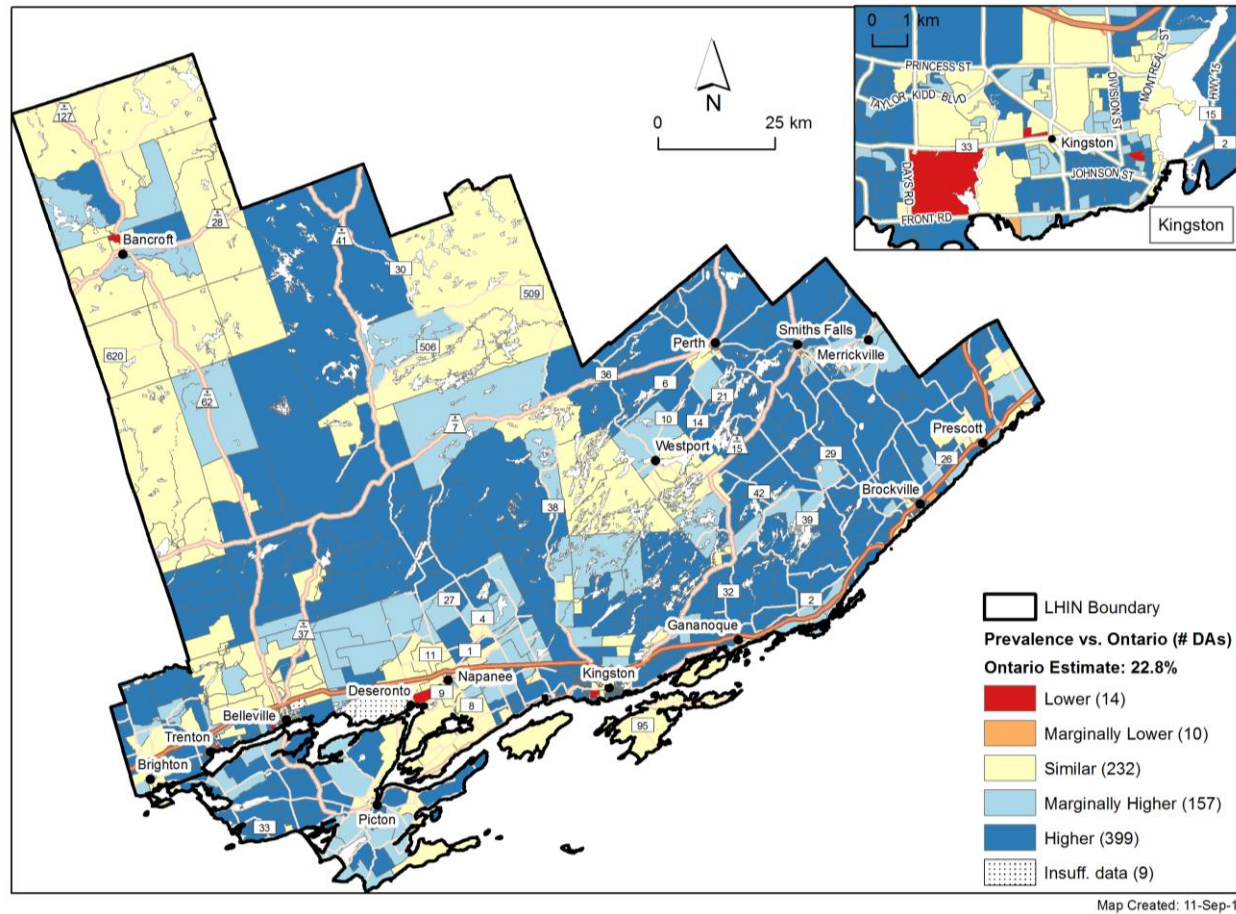 127
28
Bancroft
41
30
509
620
506
62
7
36
Perth
Smiths Falls
Merrickville
6
21
10
14
Westport
15
29
Prescott
26
Brockville
42
38
39
27
32
2
4
37
Gananoque
11
1
Napanee
Kingston
Deseronto
9
8
Belleville
95
Trenton
Brighton
Picton
33
N
0 25 km
0 1 km
PRINCESS ST
TAYLOR KIDD BLVD
DIVISION ST
MONTREAL ST
HWY 15
15
33
2
Kingston
DAYS RD
JOHNSON ST
FRONT RD
Kingston
LHIN Boundary
Prevalence vs. Ontario (# DAs)
Ontario Estimate: 22.8%
Lower (14)
Marginally Lower (10)
Similar (232)
Marginally Higher (157)
Higher (399)
Insuff. data (9)
Map Created: 11-Sep-1